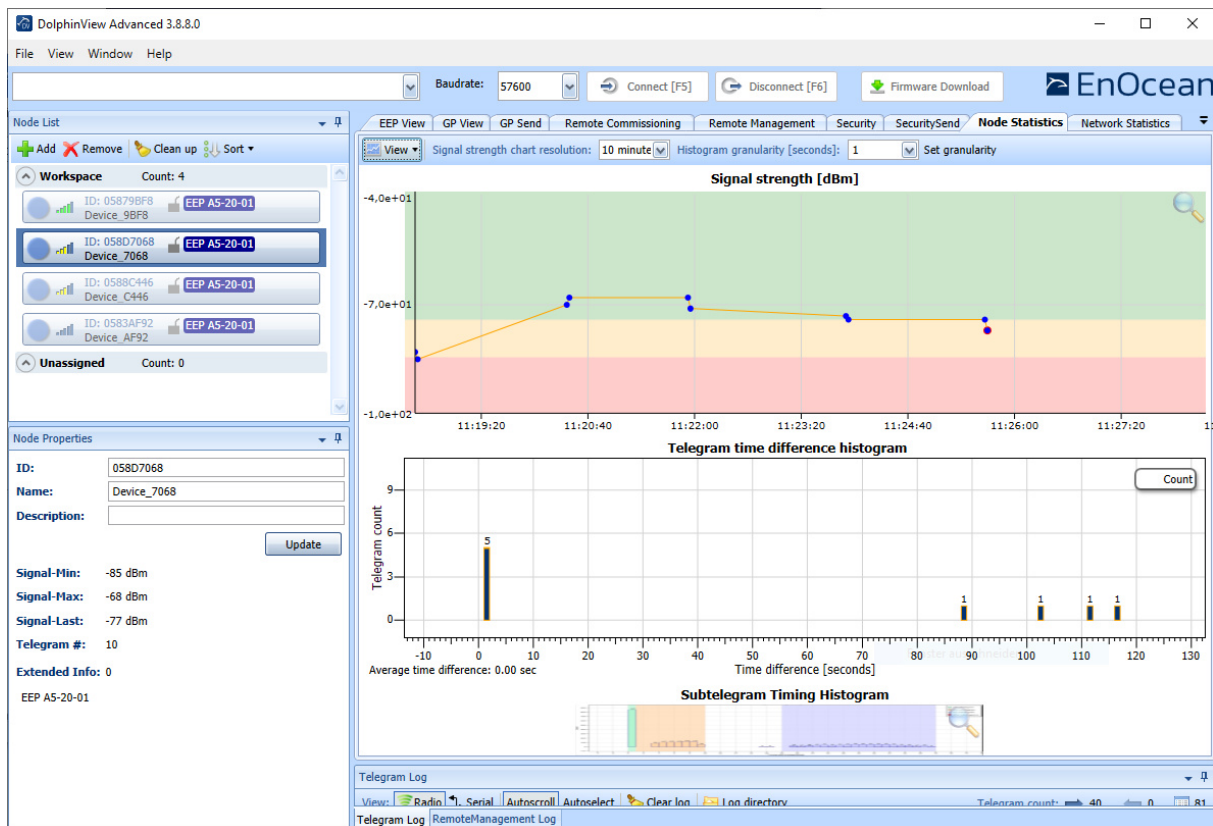 DolphinView Advanced 3.8.8.0
File View Window Help
Baudrate: 57600 Connect [F5] Disconnect [F6] Firmware Download EnOcean
Node List
Add Remove Clean up Sort
Workspace Count: 4
ID: 05879BF8 EEP A5-20-01
Device_9BF8
ID: 058D7068 EEP A5-20-01
Device_7068
ID: 0588C446 EEP A5-20-01
Device_C446
ID: 0583AF92 EEP A5-20-01
Device_AF92
Unassigned Count: 0
Node Properties
ID: 058D7068
Name: Device_7068
Description:
Update
Signal-Min: -85 dBm
Signal-Max: -68 dBm
Signal-Last: -77 dBm
Telegram #: 10
Extended Info: 0
EEP A5-20-01
EEP View GP View GP Send Remote Commissioning Remote Management Security SecuritySend Node Statistics Network Statistics
View Signal strength chart resolution: 10 minute Histogram granularity [seconds]: 1 Set granularity
Signal strength [dBm]
-4,0e+01
-7,0e+01
-1,0e+02
11:19:20 11:20:40 11:22:00 11:23:20 11:24:40 11:26:00 11:27:20
Telegram time difference histogram
Count
Telegram count
9
6
3
0
5 1 1 1 1
-10 0 10 20 30 40 50 60 70 80 90 100 110 120 130
Average time difference: 0.00 sec Time difference [seconds]
Subtelegram Timing Histogram
Telegram Log
View: Radio Serial Autoscroll Autoselect Clear log Log directory Telegram count: 40 0 81
Telegram Log RemoteManagement Log